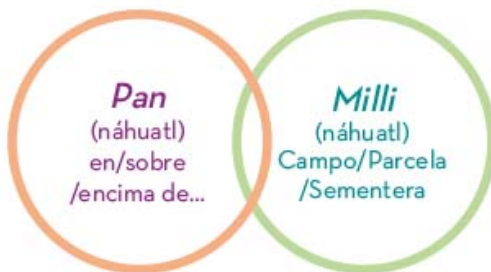 Pan
(náhuatl)
en/sobre
/encima de...
Milli
(náhuatl)
Campo/Parcela
/Sementera